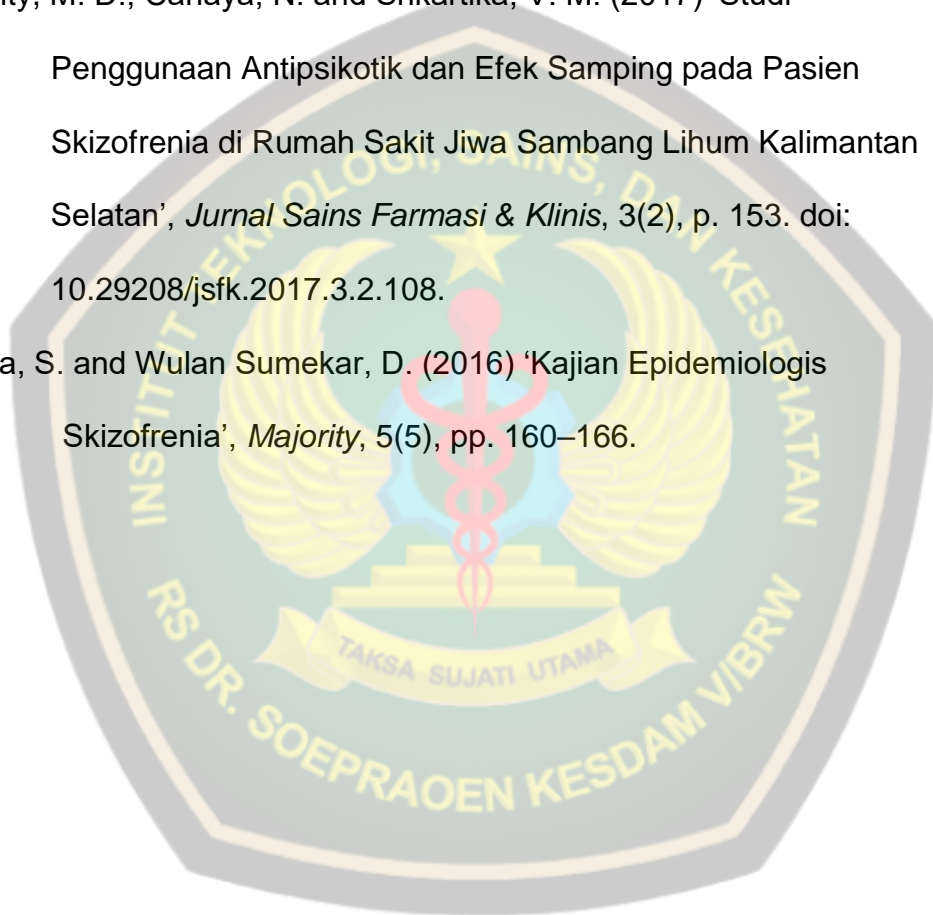 Penggunaan Antipsikotik dan Efek Samping pada Pasien
Skizofrenia di Rumah Sakit Jiwa Sambang Lihum Kalimantan
Selatan’, Jurnal Sains Farmasi & Klinis, 3(2), p. 153. doi:
10.29208/jsfk.2017.3.2.108.
a, S. and Wulan Sumekar, D. (2016) ‘Kajian Epidemiologis
Skizofrenia’, Majority, 5(5), pp. 160–166.
INSTITUT TEKNOLOGI, SAINS, DAN KESEHATAN
TAKSA SUJATI UTAMA
RS DR. SOEPRAOEN KESDAM V/BRW